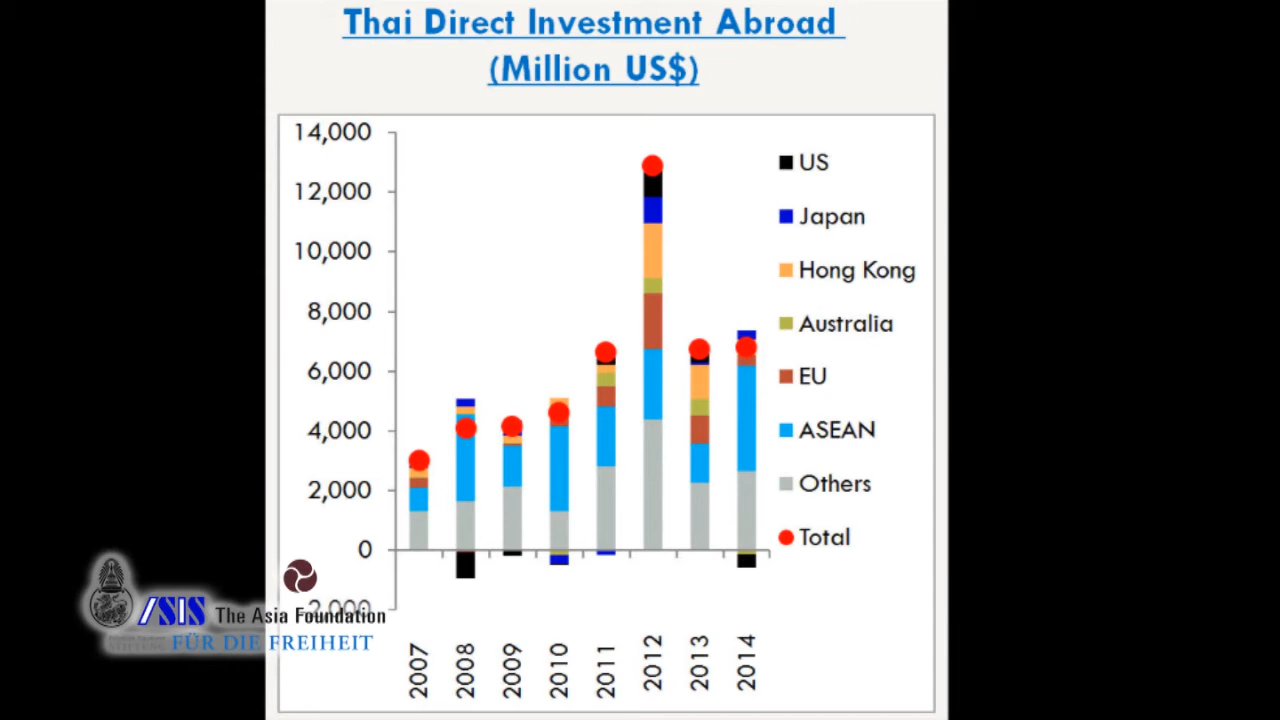 Thai Direct Investment Abroad
(Million US$)
14,000
12,000
10,000
8,000
6,000
4,000
2,000
0
2,000
US
Japan
Hong Kong
Australia
EU
ASEAN
Others
Total
2007
2008
2009
2010
2011
2012
2013
2014
ISIS
The Asia Foundation
FÜR DIE FREIHEIT